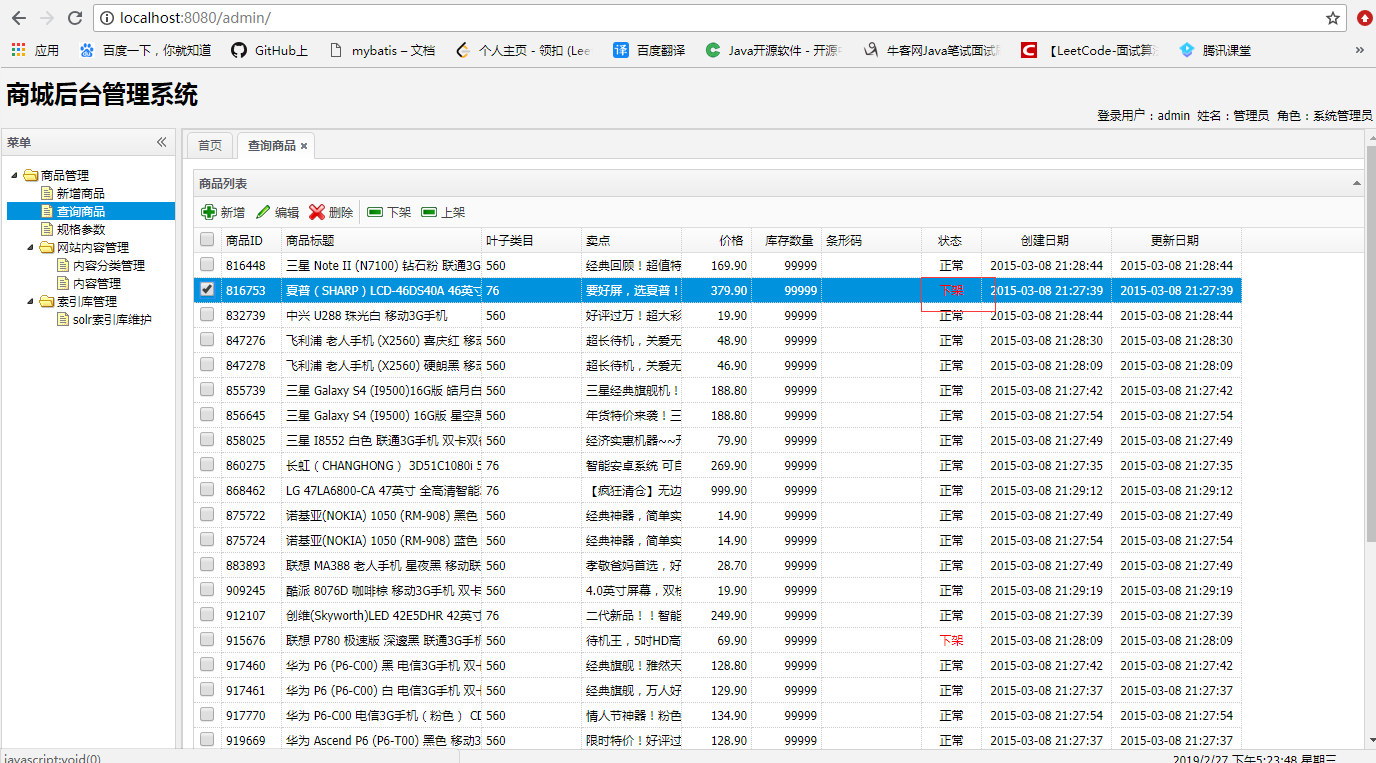 localhost:8080/admin/
应用 百度一下，你就知道 GitHub上 mybatis – 文档 个人主页 - 领扣 (Lee 百度翻译 Java开源软件 - 开源 牛客网Java笔试面试 【LeetCode-面试算 腾讯课堂 »
商城后台管理系统
登录用户：admin 姓名：管理员 角色：系统管理员
菜单
商品管理
新增商品
查询商品
规格参数
网站内容管理
内容分类管理
内容管理
索引库管理
solr索引库维护
首页 查询商品
商品列表
新增 编辑 删除 下架 上架
商品ID 商品标题 叶子类目 卖点 价格 库存数量 条形码 状态 创建日期 更新日期
816448 三星 Note II (N7100) 钻石粉 联通3G 560 经典回顾！超值特 169.90 99999 正常 2015-03-08 21:28:44 2015-03-08 21:28:44
816753 夏普（SHARP）LCD-46DS40A 46英寸 76 要好屏，选夏普！ 379.90 99999 下架 2015-03-08 21:27:39 2015-03-08 21:27:39
832739 中兴 U288 珠光白 移动3G手机 560 好评过万！超大彩 19.90 99999 正常 2015-03-08 21:28:44 2015-03-08 21:28:44
847276 飞利浦 老人手机 (X2560) 喜庆红 移动 560 超长待机，关爱无 48.90 99999 正常 2015-03-08 21:28:30 2015-03-08 21:28:30
847278 飞利浦 老人手机 (X2560) 硬朗黑 移动 560 超长待机，关爱无 46.90 99999 正常 2015-03-08 21:28:09 2015-03-08 21:28:09
855739 三星 Galaxy S4 (I9500)16G版 皓月白 560 三星经典旗舰机！ 188.80 99999 正常 2015-03-08 21:27:42 2015-03-08 21:27:42
856645 三星 Galaxy S4 (I9500) 16G版 星空黑 560 年货特价来袭！三 188.80 99999 正常 2015-03-08 21:27:54 2015-03-08 21:27:54
858025 三星 I8552 白色 联通3G手机 双卡双待 560 经济实惠机器~~ 79.90 99999 正常 2015-03-08 21:27:49 2015-03-08 21:27:49
860275 长虹（CHANGHONG） 3D51C1080i 5 76 智能安卓系统 可自 269.90 99999 正常 2015-03-08 21:27:35 2015-03-08 21:27:35
868462 LG 47LA6800-CA 47英寸 全高清智能 76 【疯狂清仓】无边 999.90 99999 正常 2015-03-08 21:29:12 2015-03-08 21:29:12
875722 诺基亚(NOKIA) 1050 (RM-908) 黑色 560 经典神器，简单实 14.90 99999 正常 2015-03-08 21:27:49 2015-03-08 21:27:49
875724 诺基亚(NOKIA) 1050 (RM-908) 蓝色 560 经典神器，简单实 14.90 99999 正常 2015-03-08 21:27:54 2015-03-08 21:27:54
883893 联想 MA388 老人手机 星夜黑 移动联 560 孝敬爸妈首选，好 28.70 99999 正常 2015-03-08 21:27:49 2015-03-08 21:27:49
909245 酷派 8076D 咖啡棕 移动3G手机 双卡 560 4.0英寸屏幕，双核 19.90 99999 正常 2015-03-08 21:29:19 2015-03-08 21:29:19
912107 创维(Skyworth)LED 42E5DHR 42英寸 76 二代新品！！智能 249.90 99999 正常 2015-03-08 21:27:39 2015-03-08 21:27:39
915676 联想 P780 极速版 深邃黑 联通3G手机 560 待机王，5吋HD高 69.90 99999 下架 2015-03-08 21:28:09 2015-03-08 21:28:09
917460 华为 P6 (P6-C00) 黑 电信3G手机 双卡 560 经典旗舰！雅然天 128.80 99999 正常 2015-03-08 21:27:42 2015-03-08 21:27:42
917461 华为 P6 (P6-C00) 白 电信3G手机 双卡 560 经典旗舰，万人好 129.90 99999 正常 2015-03-08 21:27:37 2015-03-08 21:27:37
917770 华为 P6-C00 电信3G手机（粉色） CD 560 情人节神器！粉色 134.90 99999 正常 2015-03-08 21:27:54 2015-03-08 21:27:54
919669 华为 Ascend P6 (P6-T00) 黑色 移动3 560 限时特价！好评过 128.90 99999 正常 2015-03-08 21:27:37 2015-03-08 21:27:37
javascript:void(0)
2019/2/27 下午5:23:48 星期三